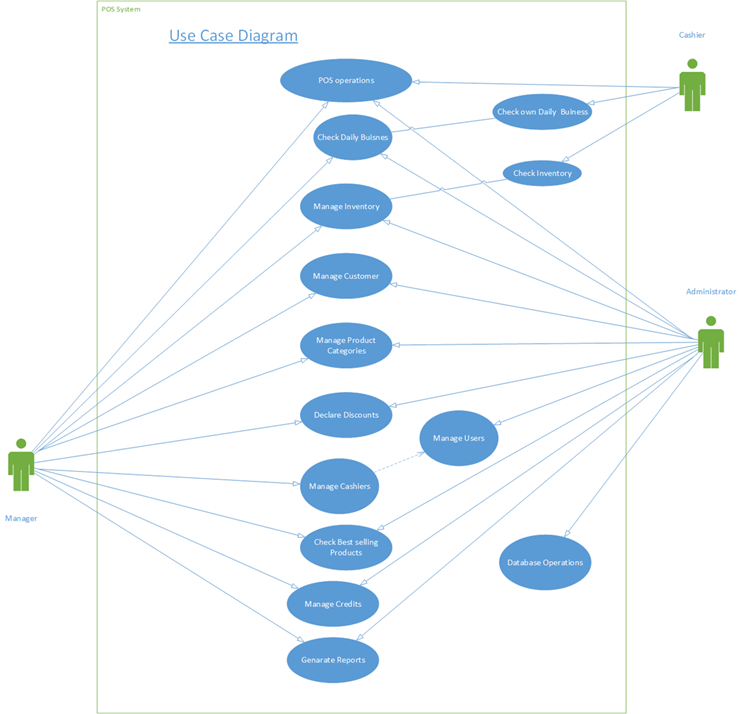 POS System
Use Case Diagram
Cashier
POS operations
Check own Daily Buiness
Check Daily Buisnes
Check Inventory
Manage Inventory
Manage Customer
Administrator
Manage Product
Categories
Declare Discounts
Manage Users
Manage Cashiers
Manager
Check Best selling
Products
Database Operations
Manage Credits
Genarate Reports